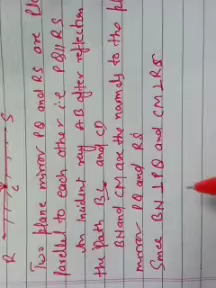 R S
Two plane mirror PQ and RS are Pl
parellel to each other i.e PQ॥RS
An incident ray AB after reflection
the path BC and CD
BN and CM are the normals to the
mirror PQ and RS
Since BN ⊥ PQ and CM ⊥ RS